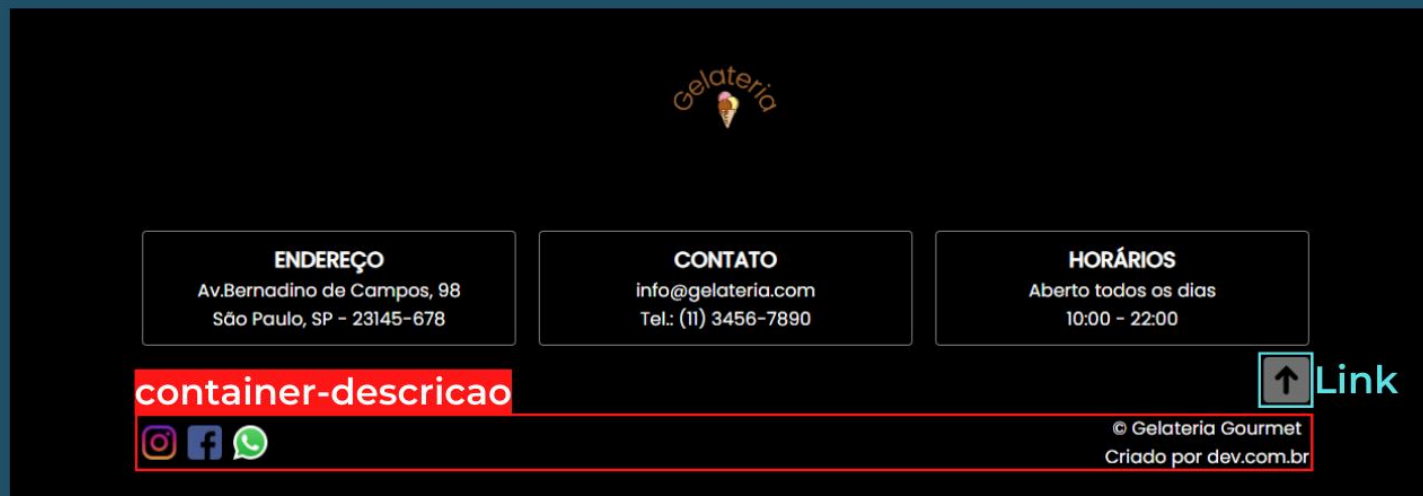 Gelateria
ENDEREÇO
Av.Bernadino de Campos, 98
São Paulo, SP - 23145-678
CONTATO
info@gelateria.com
Tel.: (11) 3456-7890
HORÁRIOS
Aberto todos os dias
10:00 - 22:00
container-descricao
Link
© Gelateria Gourmet
Criado por dev.com.br